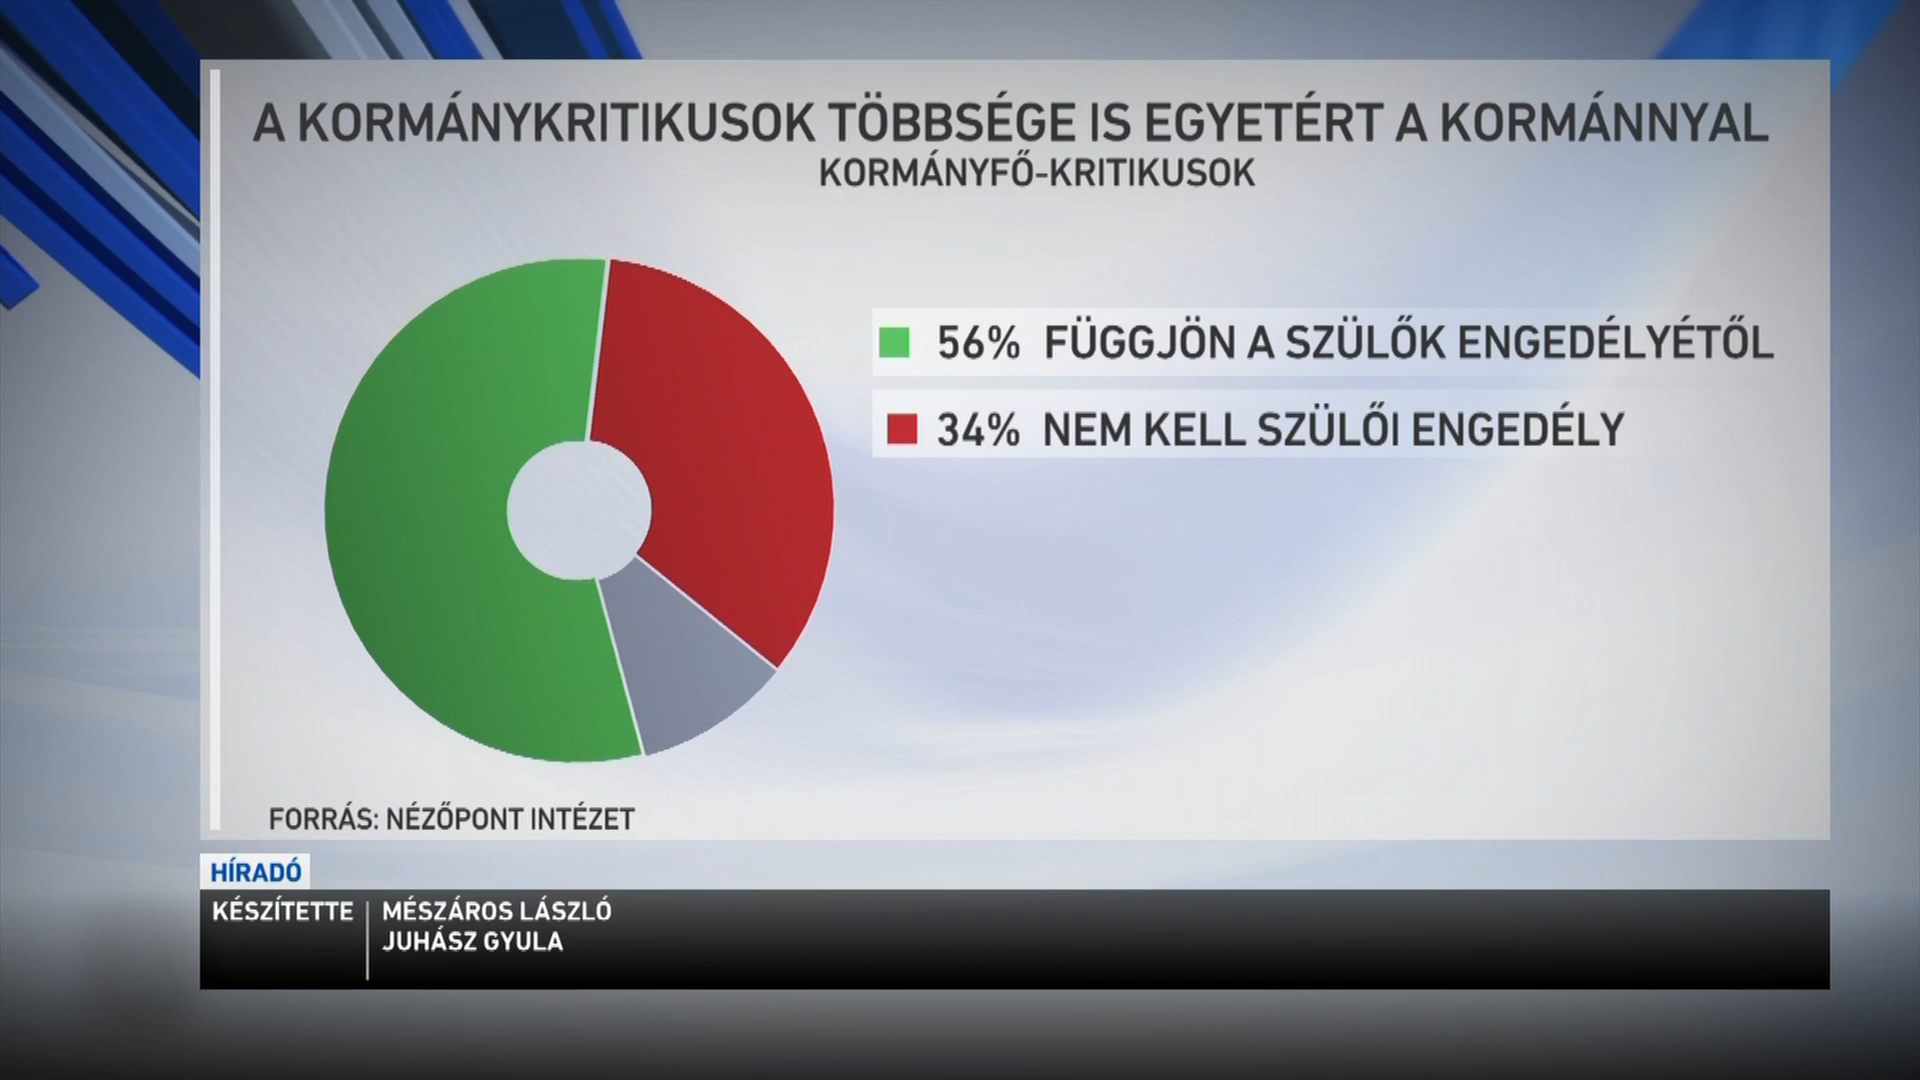 A KORMÁNYKRITIKUSOK TÖBBSÉGE IS EGYETÉRT A KORMÁNNYAL
KORMÁNYFŐ-KRITIKUSOK
56% FÜGGJÖN A SZÜLŐK ENGEDÉLYÉTŐL
34% NEM KELL SZÜLŐI ENGEDÉLY
FORRÁS: NÉZŐPONT INTÉZET
HÍRADÓ
KÉSZÍTETTE MÉSZÁROS LÁSZLÓ
JUHÁSZ GYULA